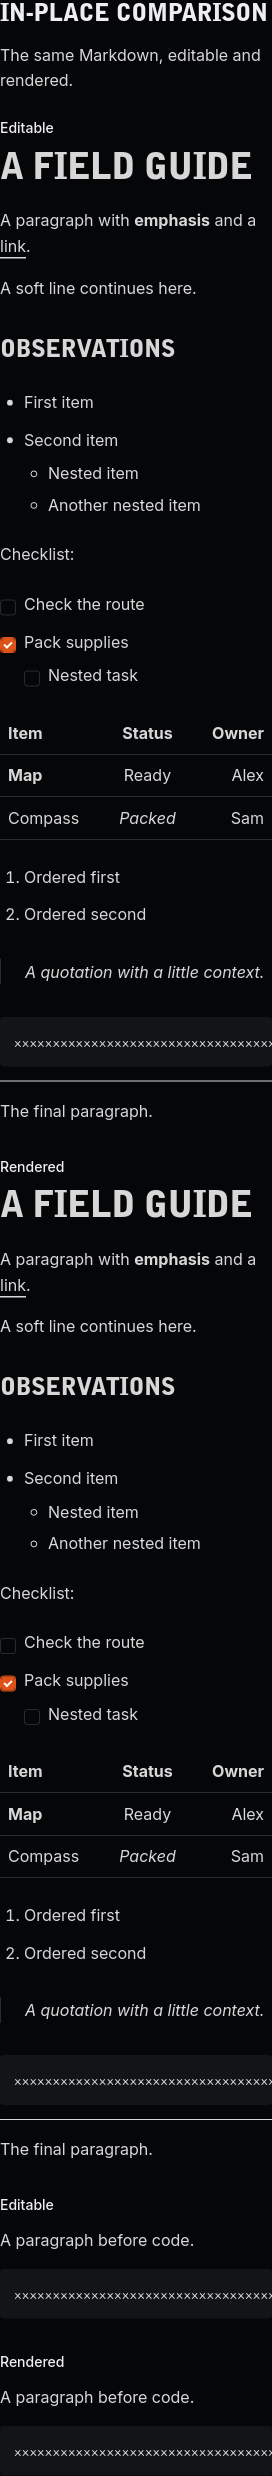 IN-PLACE COMPARISON
The same Markdown, editable and
rendered.
Editable
A FIELD GUIDE
A paragraph with emphasis and a
link.
A soft line continues here.
OBSERVATIONS
First item
Second item
Nested item
Another nested item
Checklist:
Check the route
Pack supplies
Nested task
Item Status Owner
Map Ready Alex
Compass Packed Sam
1. Ordered first
2. Ordered second
A quotation with a little context.
xxxxxxxxxxxxxxxxxxxxxxxxxxxxxxxxxx
The final paragraph.
Rendered
A FIELD GUIDE
A paragraph with emphasis and a
link.
A soft line continues here.
OBSERVATIONS
First item
Second item
Nested item
Another nested item
Checklist:
Check the route
Pack supplies
Nested task
Item Status Owner
Map Ready Alex
Compass Packed Sam
1. Ordered first
2. Ordered second
A quotation with a little context.
xxxxxxxxxxxxxxxxxxxxxxxxxxxxxxxxxx
The final paragraph.
Editable
A paragraph before code.
xxxxxxxxxxxxxxxxxxxxxxxxxxxxxxxxxx
Rendered
A paragraph before code.
xxxxxxxxxxxxxxxxxxxxxxxxxxxxxxxxxx